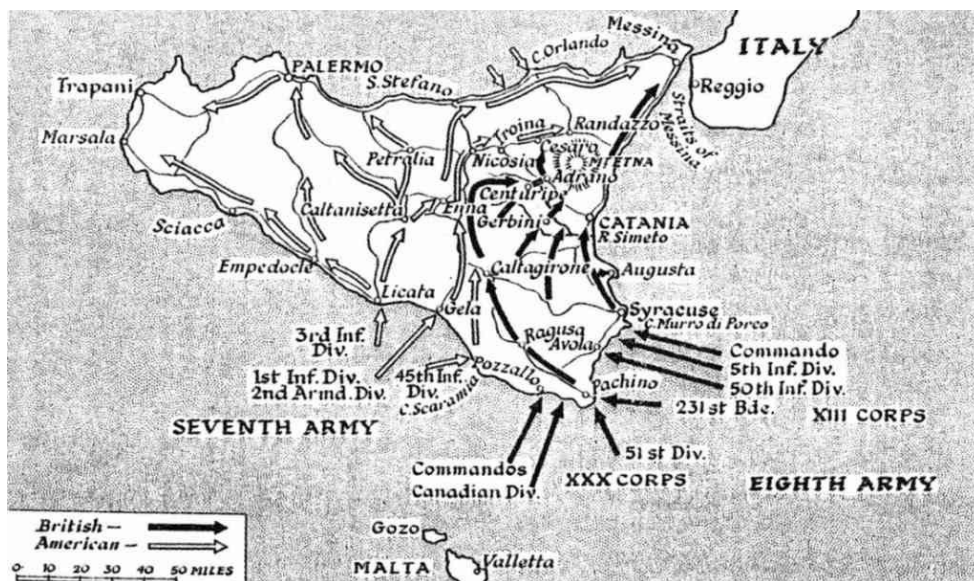 ITALY
Messina
C. Orlando
Reggio
Straits of
Messina
PALERMO
S. Stefano
Trapani
Marsala
Troina
Randazzo
Cesaro
MT ETNA
Petralia
Nicosia
Adrano
Centuripe
Caltanisetta
Enna
Gerbini
CATANIA
R. Simeto
Sciacca
Empedocle
Caltagirone
Augusta
Licata
Gela
Syracuse
C. Murro di Porco
3rd Inf.
Div.
Ragusa
Avola
Commando
5th Inf. Div.
50th Inf. Div.
1st Inf. Div.
2nd Armd. Div.
45th Inf.
Div.
C. Scaramia
Pozzallo
Pachino
231st Bde.
XIII CORPS
SEVENTH ARMY
51st Div.
Commandos
Canadian Div.
XXX CORPS
EIGHTH ARMY
British –
American –
0 10 20 30 40 50 MILES
Gozo
MALTA
Valletta